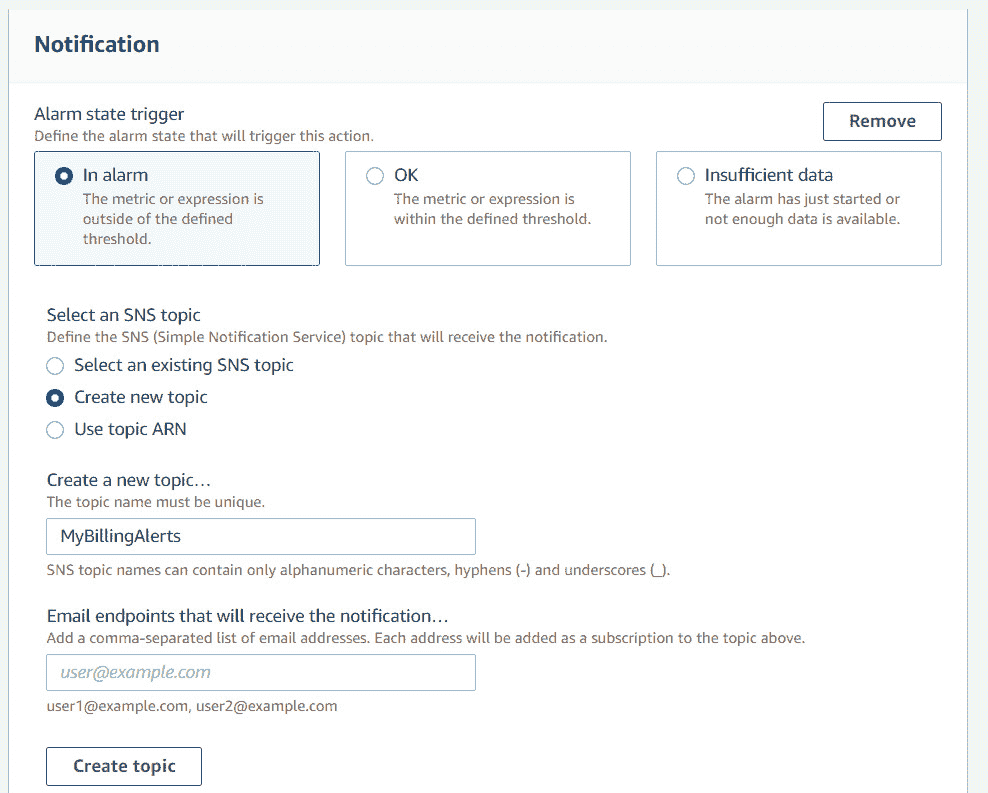 Notification
Alarm state trigger
Define the alarm state that will trigger this action.
Remove
In alarm
The metric or expression is
outside of the defined
threshold.
OK
The metric or expression is
within the defined threshold.
Insufficient data
The alarm has just started or
not enough data is available.
Select an SNS topic
Define the SNS (Simple Notification Service) topic that will receive the notification.
Select an existing SNS topic
Create new topic
Use topic ARN
Create a new topic…
The topic name must be unique.
MyBillingAlerts
SNS topic names can contain only alphanumeric characters, hyphens (-) and underscores (_).
Email endpoints that will receive the notification…
Add a comma-separated list of email addresses. Each address will be added as a subscription to the topic above.
user@example.com
user1@example.com, user2@example.com
Create topic